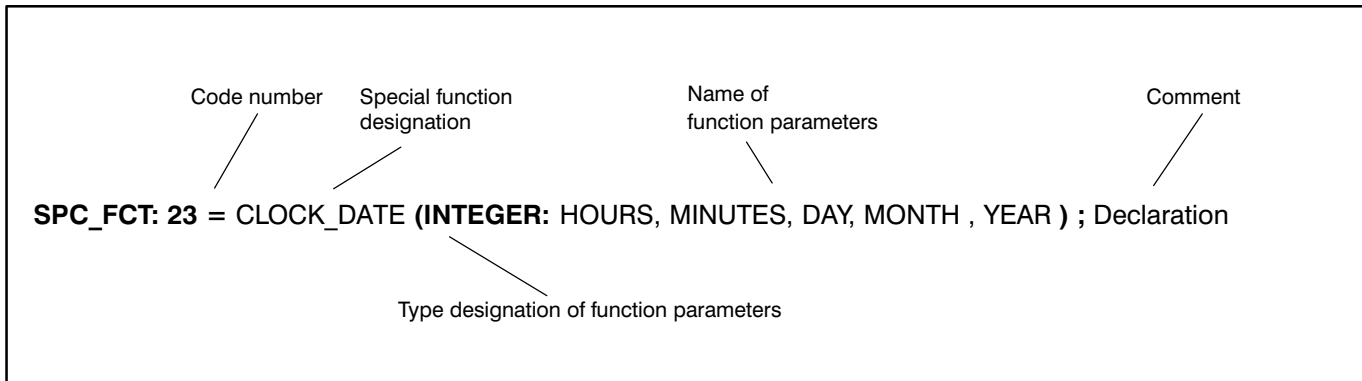 Code number
Special function
designation
Name of
function parameters
Comment
SPC_FCT: 23 = CLOCK_DATE (INTEGER: HOURS, MINUTES, DAY, MONTH , YEAR ) ; Declaration
Type designation of function parameters